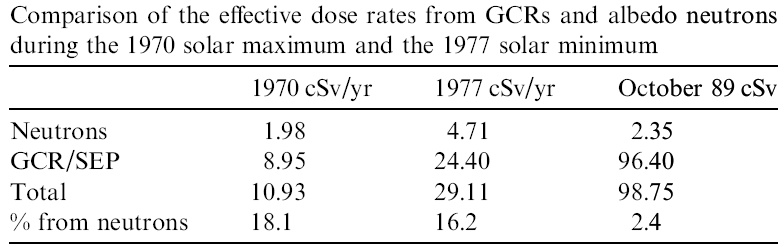 Comparison of the effective dose rates from GCRs and albedo neutrons
during the 1970 solar maximum and the 1977 solar minimum
1970 cSv/yr 1977 cSv/yr October 89 cSv
Neutrons 1.98 4.71 2.35
GCR/SEP 8.95 24.40 96.40
Total 10.93 29.11 98.75
% from neutrons 18.1 16.2 2.4